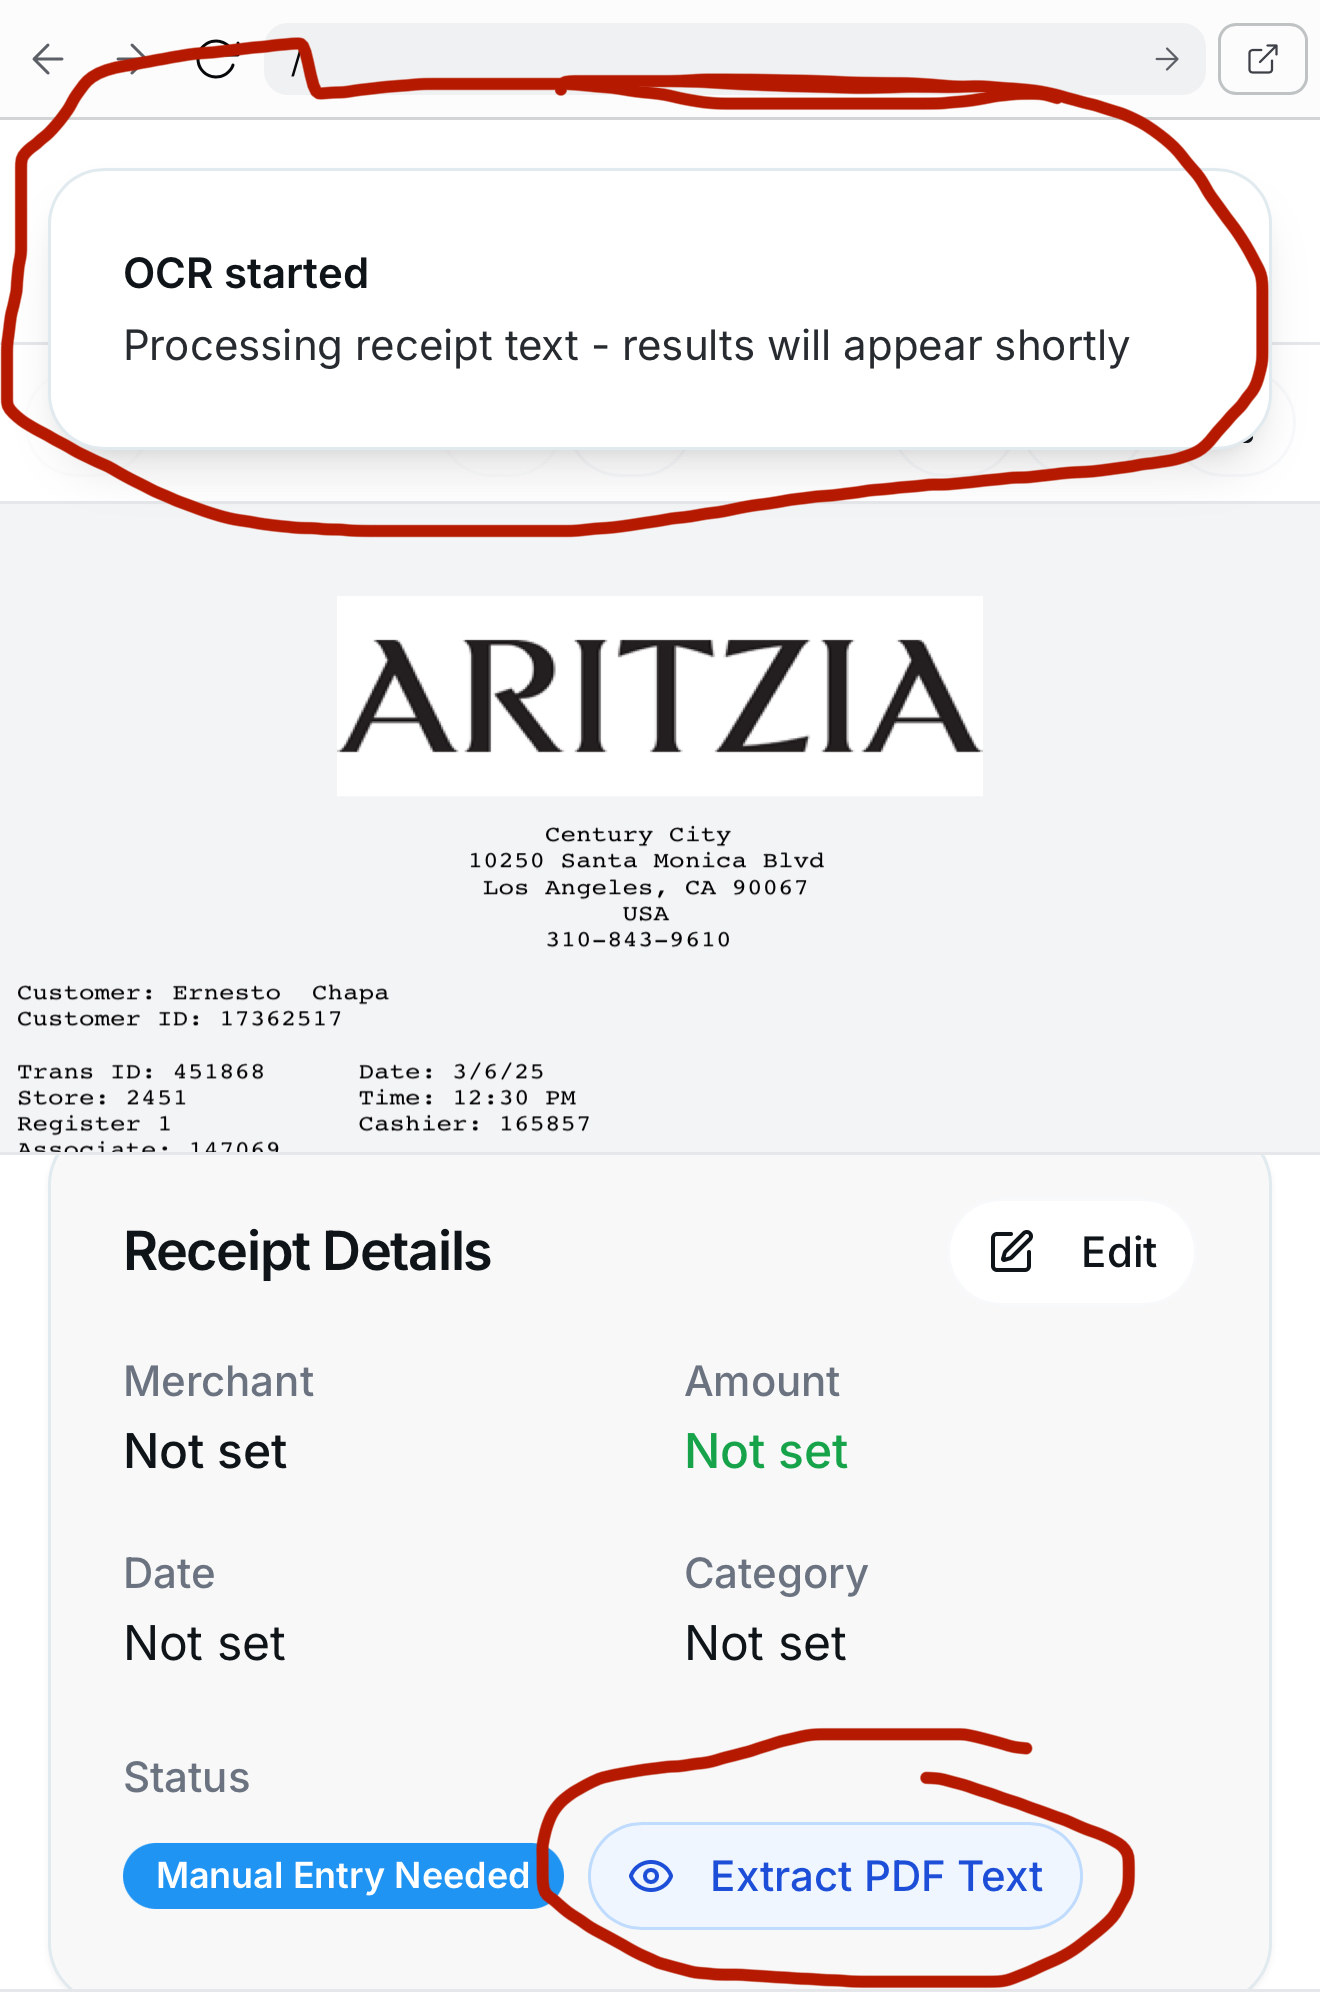 /
OCR started
Processing receipt text - results will appear shortly
ARITZIA
Century City
10250 Santa Monica Blvd
Los Angeles, CA 90067
USA
310-843-9610
Customer: Ernesto  Chapa
Customer ID: 17362517
Trans ID: 451868 Date: 3/6/25
Store: 2451 Time: 12:30 PM
Register 1 Cashier: 165857
Associate: 147069
Receipt Details
Edit
Merchant Amount
Not set Not set
Date Category
Not set Not set
Status
Manual Entry Needed Extract PDF Text